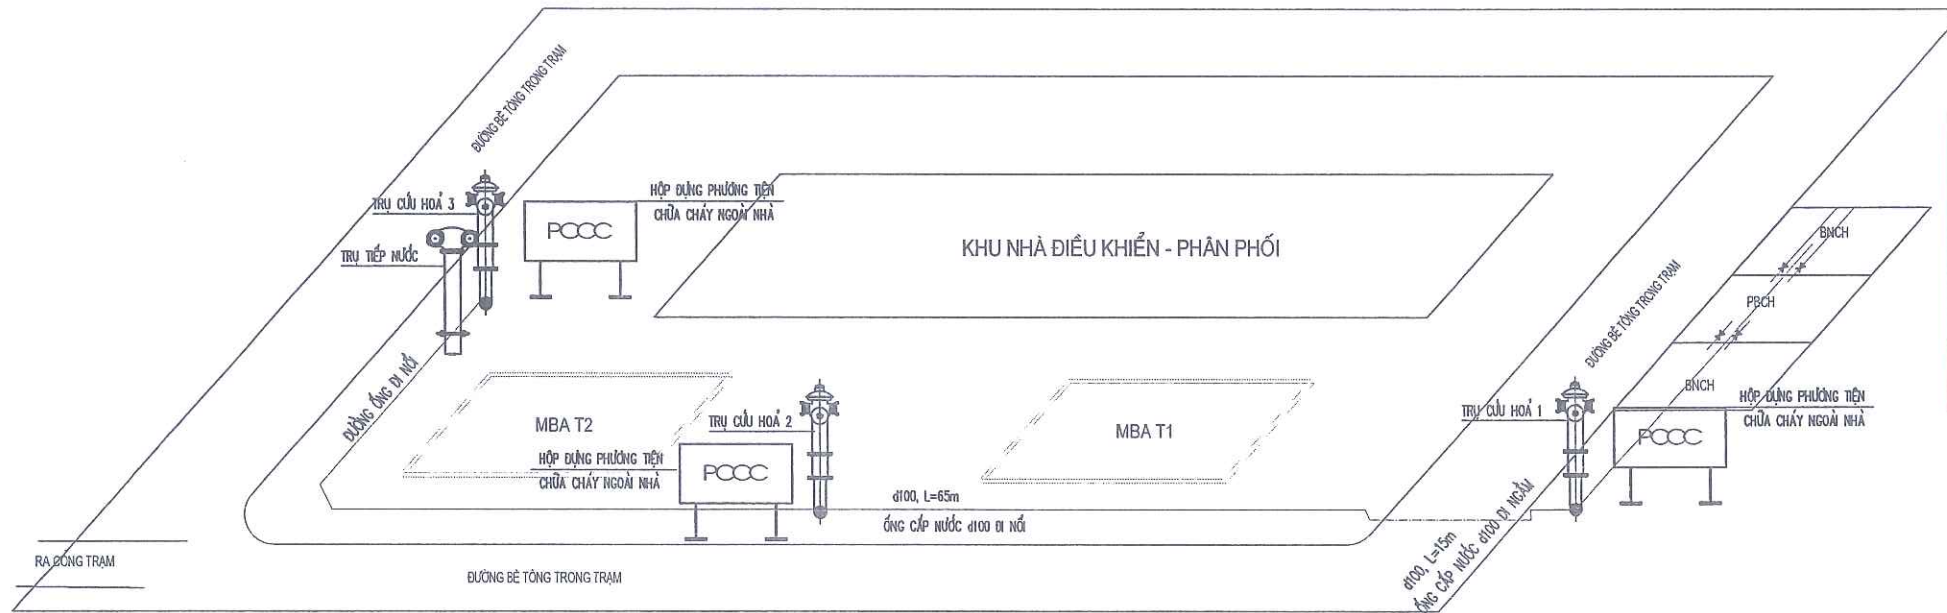 ĐƯỜNG BÊ TÔNG TRONG TRẠM
TRỤ CỨU HOẢ 3
HỘP ĐỰNG PHƯƠNG TIỆN
CHỮA CHÁY NGOÀI NHÀ
PCCC
TRỤ TIẾP NƯỚC
KHU NHÀ ĐIỀU KHIỂN - PHÂN PHỐI
BNCH
PBCH
BNCH
ĐƯỜNG BÊ TÔNG TRONG TRẠM
ĐƯỜNG ỐNG ĐI NỔI
MBA T2
TRỤ CỨU HOẢ 2
HỘP ĐỰNG PHƯƠNG TIỆN
CHỮA CHÁY NGOÀI NHÀ
PCCC
MBA T1
TRỤ CỨU HOẢ 1
HỘP ĐỰNG PHƯƠNG TIỆN
CHỮA CHÁY NGOÀI NHÀ
PCCC
d100, L=65m
ỐNG CẤP NƯỚC d100 ĐI NỔI
d100, L=15m
ỐNG CẤP NƯỚC d100 ĐI NGẦM
RA CỔNG TRẠM
ĐƯỜNG BÊ TÔNG TRONG TRẠM